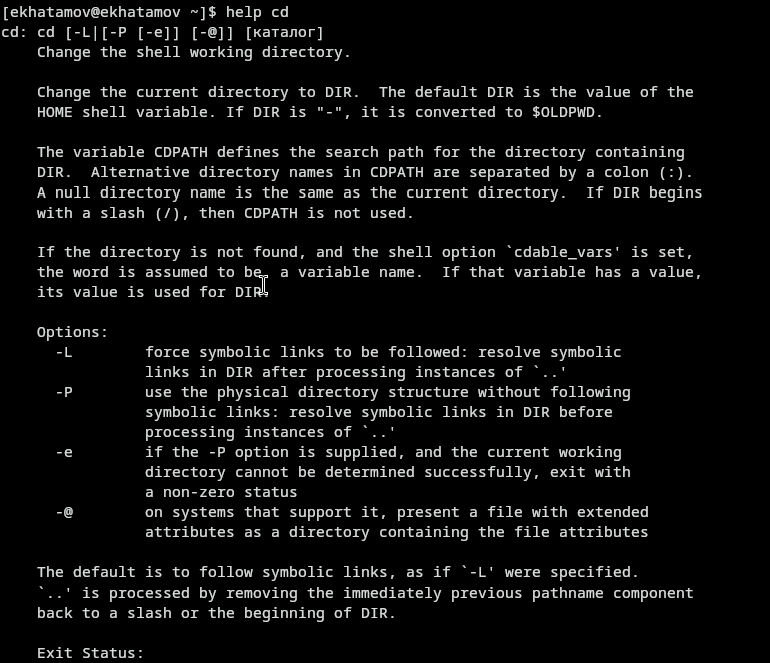 [ekhatamov@ekhatamov ~]$ help cd
cd: cd [-L|[-P [-e]] [-@]] [каталог]
    Change the shell working directory.

    Change the current directory to DIR.  The default DIR is the value of the
    HOME shell variable. If DIR is "-", it is converted to $OLDPWD.

    The variable CDPATH defines the search path for the directory containing
    DIR.  Alternative directory names in CDPATH are separated by a colon (:).
    A null directory name is the same as the current directory.  If DIR begins
    with a slash (/), then CDPATH is not used.

    If the directory is not found, and the shell option `cdable_vars' is set,
    the word is assumed to be  a variable name.  If that variable has a value,
    its value is used for DIR.

    Options:
      -L        force symbolic links to be followed: resolve symbolic
                links in DIR after processing instances of `..'
      -P        use the physical directory structure without following
                symbolic links: resolve symbolic links in DIR before
                processing instances of `..'
      -e        if the -P option is supplied, and the current working
                directory cannot be determined successfully, exit with
                a non-zero status
      -@        on systems that support it, present a file with extended
                attributes as a directory containing the file attributes

    The default is to follow symbolic links, as if `-L' were specified.
    `..' is processed by removing the immediately previous pathname component
    back to a slash or the beginning of DIR.

    Exit Status: